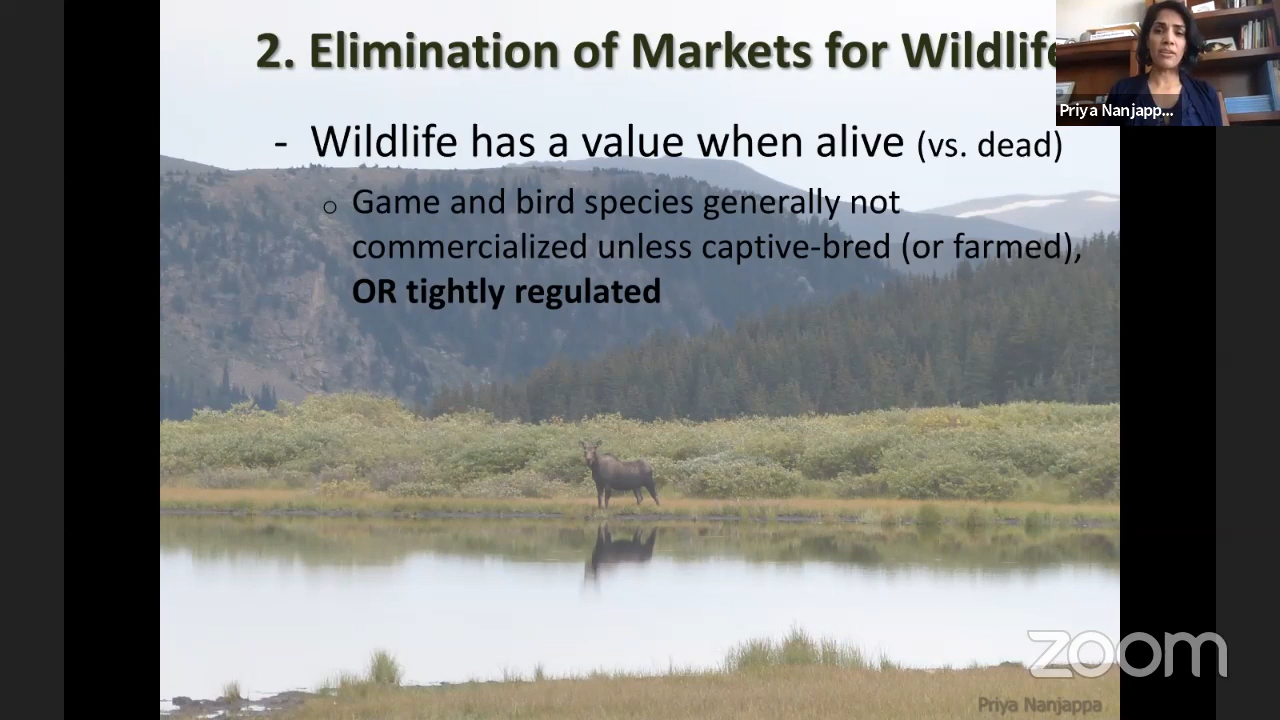 2. Elimination of Markets for Wildlife
- Wildlife has a value when alive (vs. dead)
o Game and bird species generally not
commercialized unless captive-bred (or farmed),
OR tightly regulated
Priya Nanjapp...
zoom
Priya Nanjappa